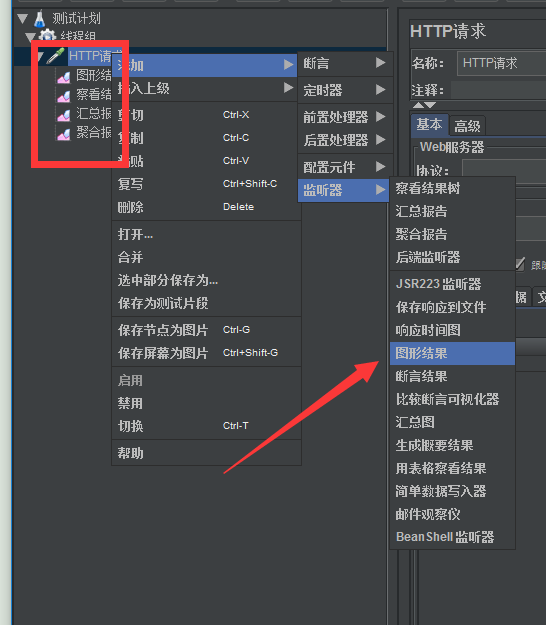 测试计划
线程组
HTTP请求
图形结
察看结
汇总报
聚合报
添加
插入上级
剪切 Ctrl-X
复制 Ctrl-C
粘贴 Ctrl-V
复写 Ctrl+Shift-C
删除 Delete
打开...
合并
选中部分保存为...
保存为测试片段
保存节点为图片 Ctrl-G
保存屏幕为图片 Ctrl+Shift-G
启用
禁用
切换 Ctrl-T
帮助
断言
定时器
前置处理器
后置处理器
配置元件
监听器
察看结果树
汇总报告
聚合报告
后端监听器
JSR223 监听器
保存响应到文件
响应时间图
图形结果
断言结果
比较断言可视化器
汇总图
生成概要结果
用表格察看结果
简单数据写入器
邮件观察仪
BeanShell 监听器
HTTP请求
名称： HTTP请求
注释：
基本 高级
Web服务器
协议：